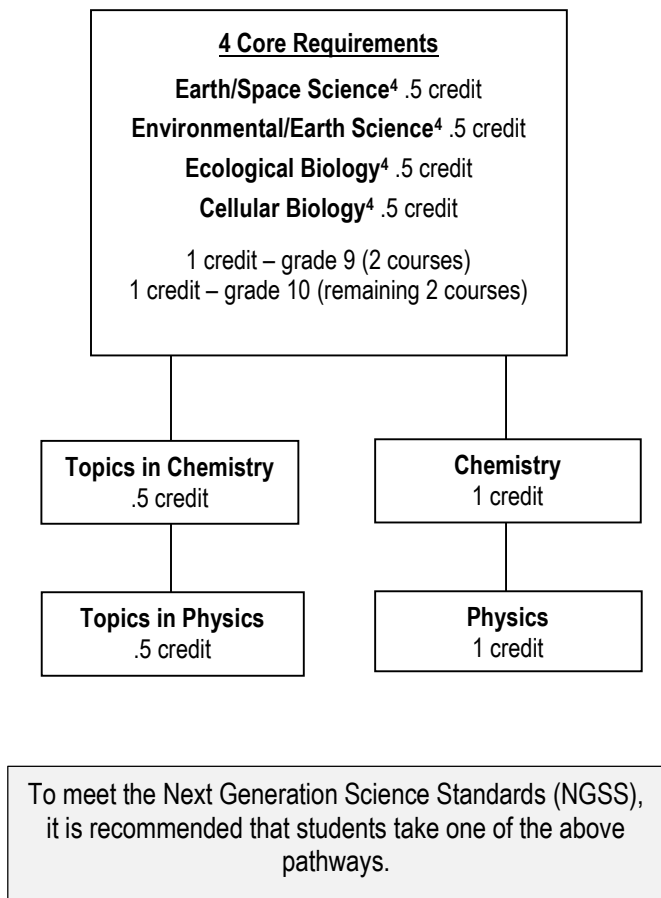 4 Core Requirements
Earth/Space Science⁴ .5 credit
Environmental/Earth Science⁴ .5 credit
Ecological Biology⁴ .5 credit
Cellular Biology⁴ .5 credit
1 credit – grade 9 (2 courses)
1 credit – grade 10 (remaining 2 courses)
Topics in Chemistry
.5 credit
Chemistry
1 credit
Topics in Physics
.5 credit
Physics
1 credit
To meet the Next Generation Science Standards (NGSS),
it is recommended that students take one of the above
pathways.